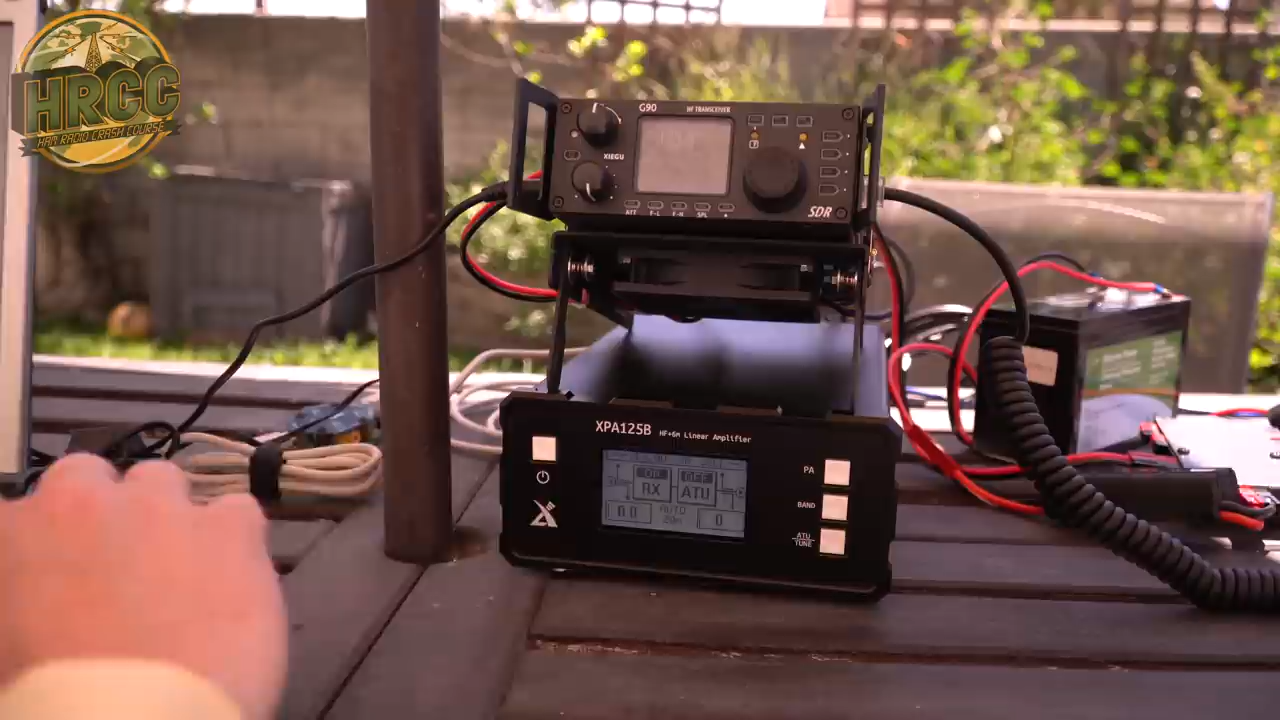 HRCC
HAM RADIO CRASH COURSE
G90
HF TRANSCEIVER
XIEGU
ATT
F-L
F-H
SPL
SDR
XPA125B
HF+6m Linear Amplifier
PA
BAND
ATU
TUNE
RX
OFF
ATU
AUTO
20m
0